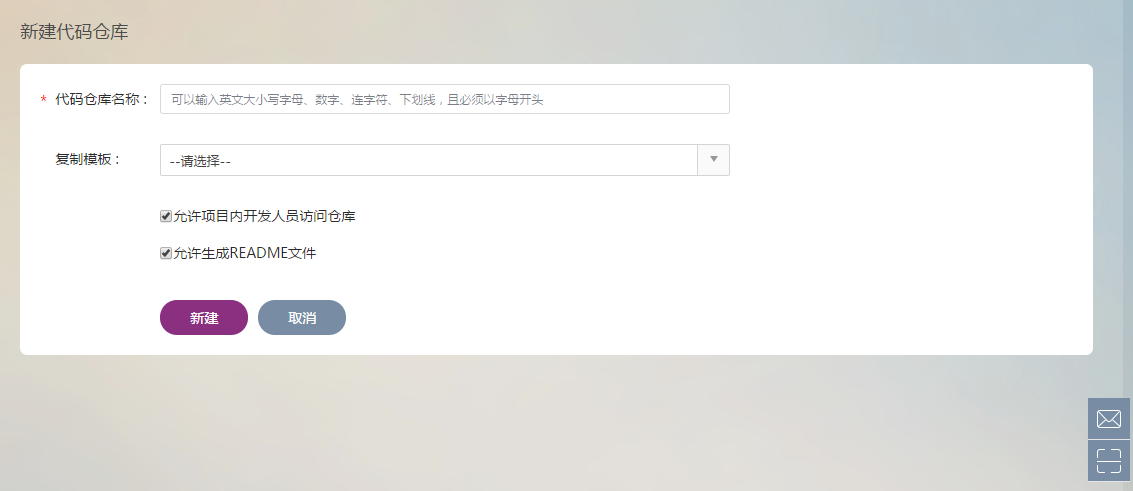 新建代码仓库
* 代码仓库名称： 可以输入英文大小写字母、数字、连字符、下划线，且必须以字母开头
复制模板： --请选择--
允许项目内开发人员访问仓库
允许生成README文件
新建 取消